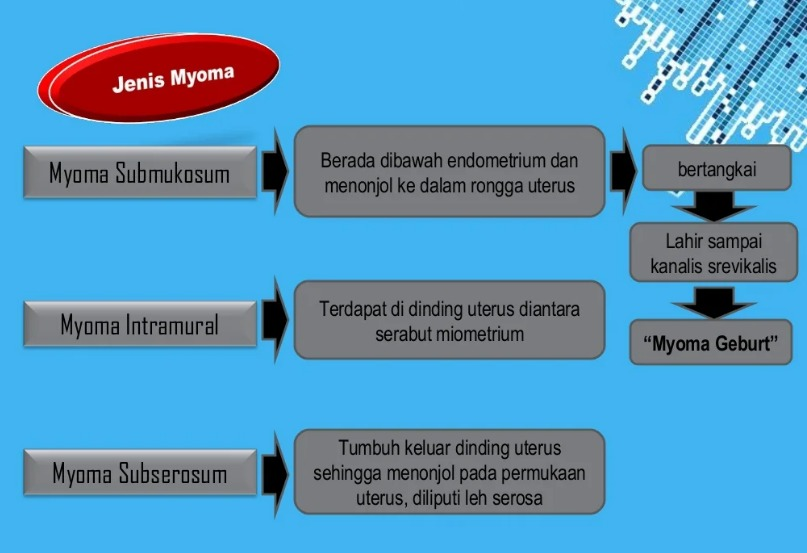 Jenis Myoma
Myoma Submukosum
Berada dibawah endometrium dan
menonjol ke dalam rongga uterus
bertangkai
Lahir sampai
kanalis srevikalis
“Myoma Geburt”
Myoma Intramural
Terdapat di dinding uterus diantara
serabut miometrium
Myoma Subserosum
Tumbuh keluar dinding uterus
sehingga menonjol pada permukaan
uterus, diliputi leh serosa